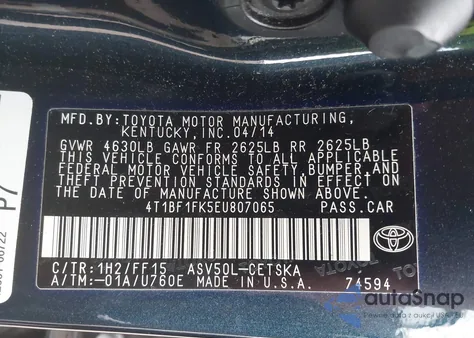 MFD.BY:TOYOTA MOTOR MANUFACTURING,
KENTUCKY, INC.04/14
GVWR 4630LB GAWR FR 2625LB RR 2625LB
THIS VEHICLE CONFORMS TO ALL APPLICABLE
FEDERAL MOTOR VEHICLE SAFETY,BUMPER,AND
THEFT PREVENTION STANDARDS IN EFFECT ON
THE DATE OF MANUFACTURE SHOWN ABOVE.
4T1BF1FK5EU807065 PASS.CAR
C/TR:1H2/FF15 ASV50L-CETSKA
A/TM:-01A/U760E MADE IN U.S.A. 74594
P7
TOYOTA
autoSnap